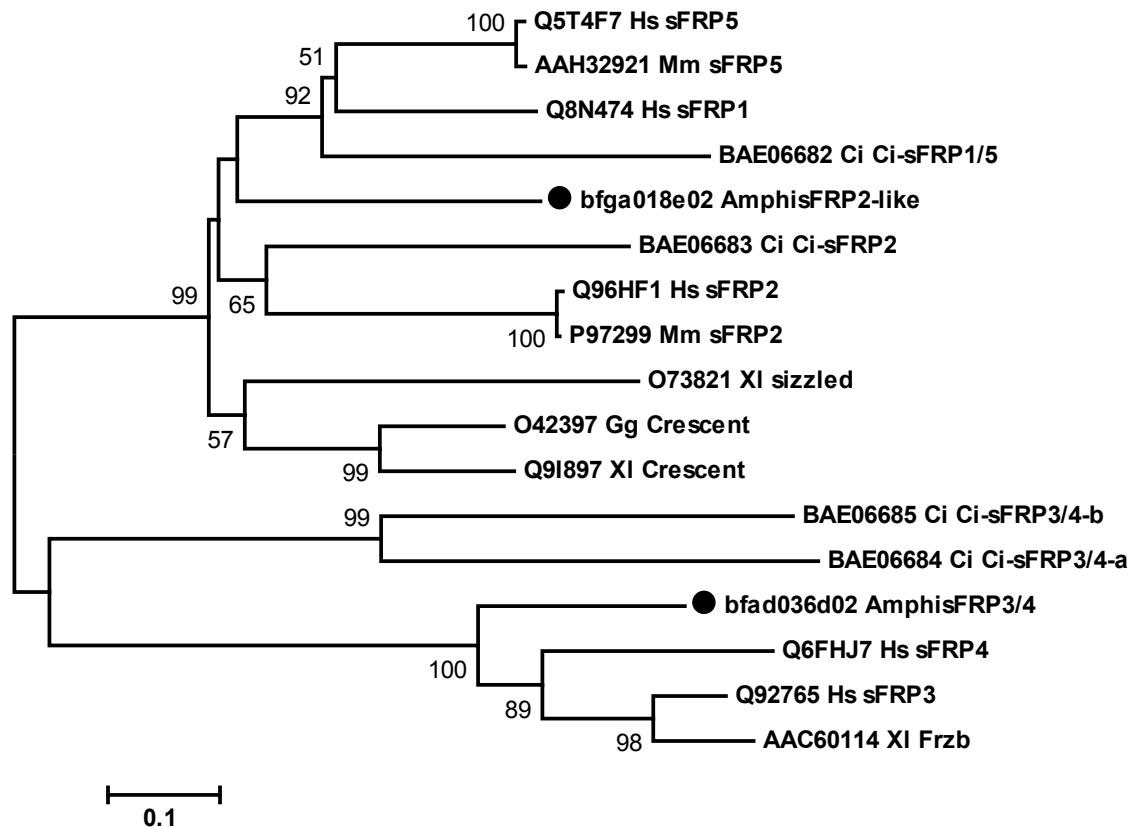 100
Q5T4F7 Hs sFRP5
51
AAH32921 Mm sFRP5
92
Q8N474 Hs sFRP1
BAE06682 Ci Ci-sFRP1/5
bfga018e02 AmphisFRP2-like
BAE06683 Ci Ci-sFRP2
99
65
Q96HF1 Hs sFRP2
100
P97299 Mm sFRP2
O73821 Xl sizzled
57
O42397 Gg Crescent
99
Q9I897 Xl Crescent
99
BAE06685 Ci Ci-sFRP3/4-b
BAE06684 Ci Ci-sFRP3/4-a
bfad036d02 AmphisFRP3/4
100
Q6FHJ7 Hs sFRP4
89
Q92765 Hs sFRP3
98
AAC60114 Xl Frzb
0.1